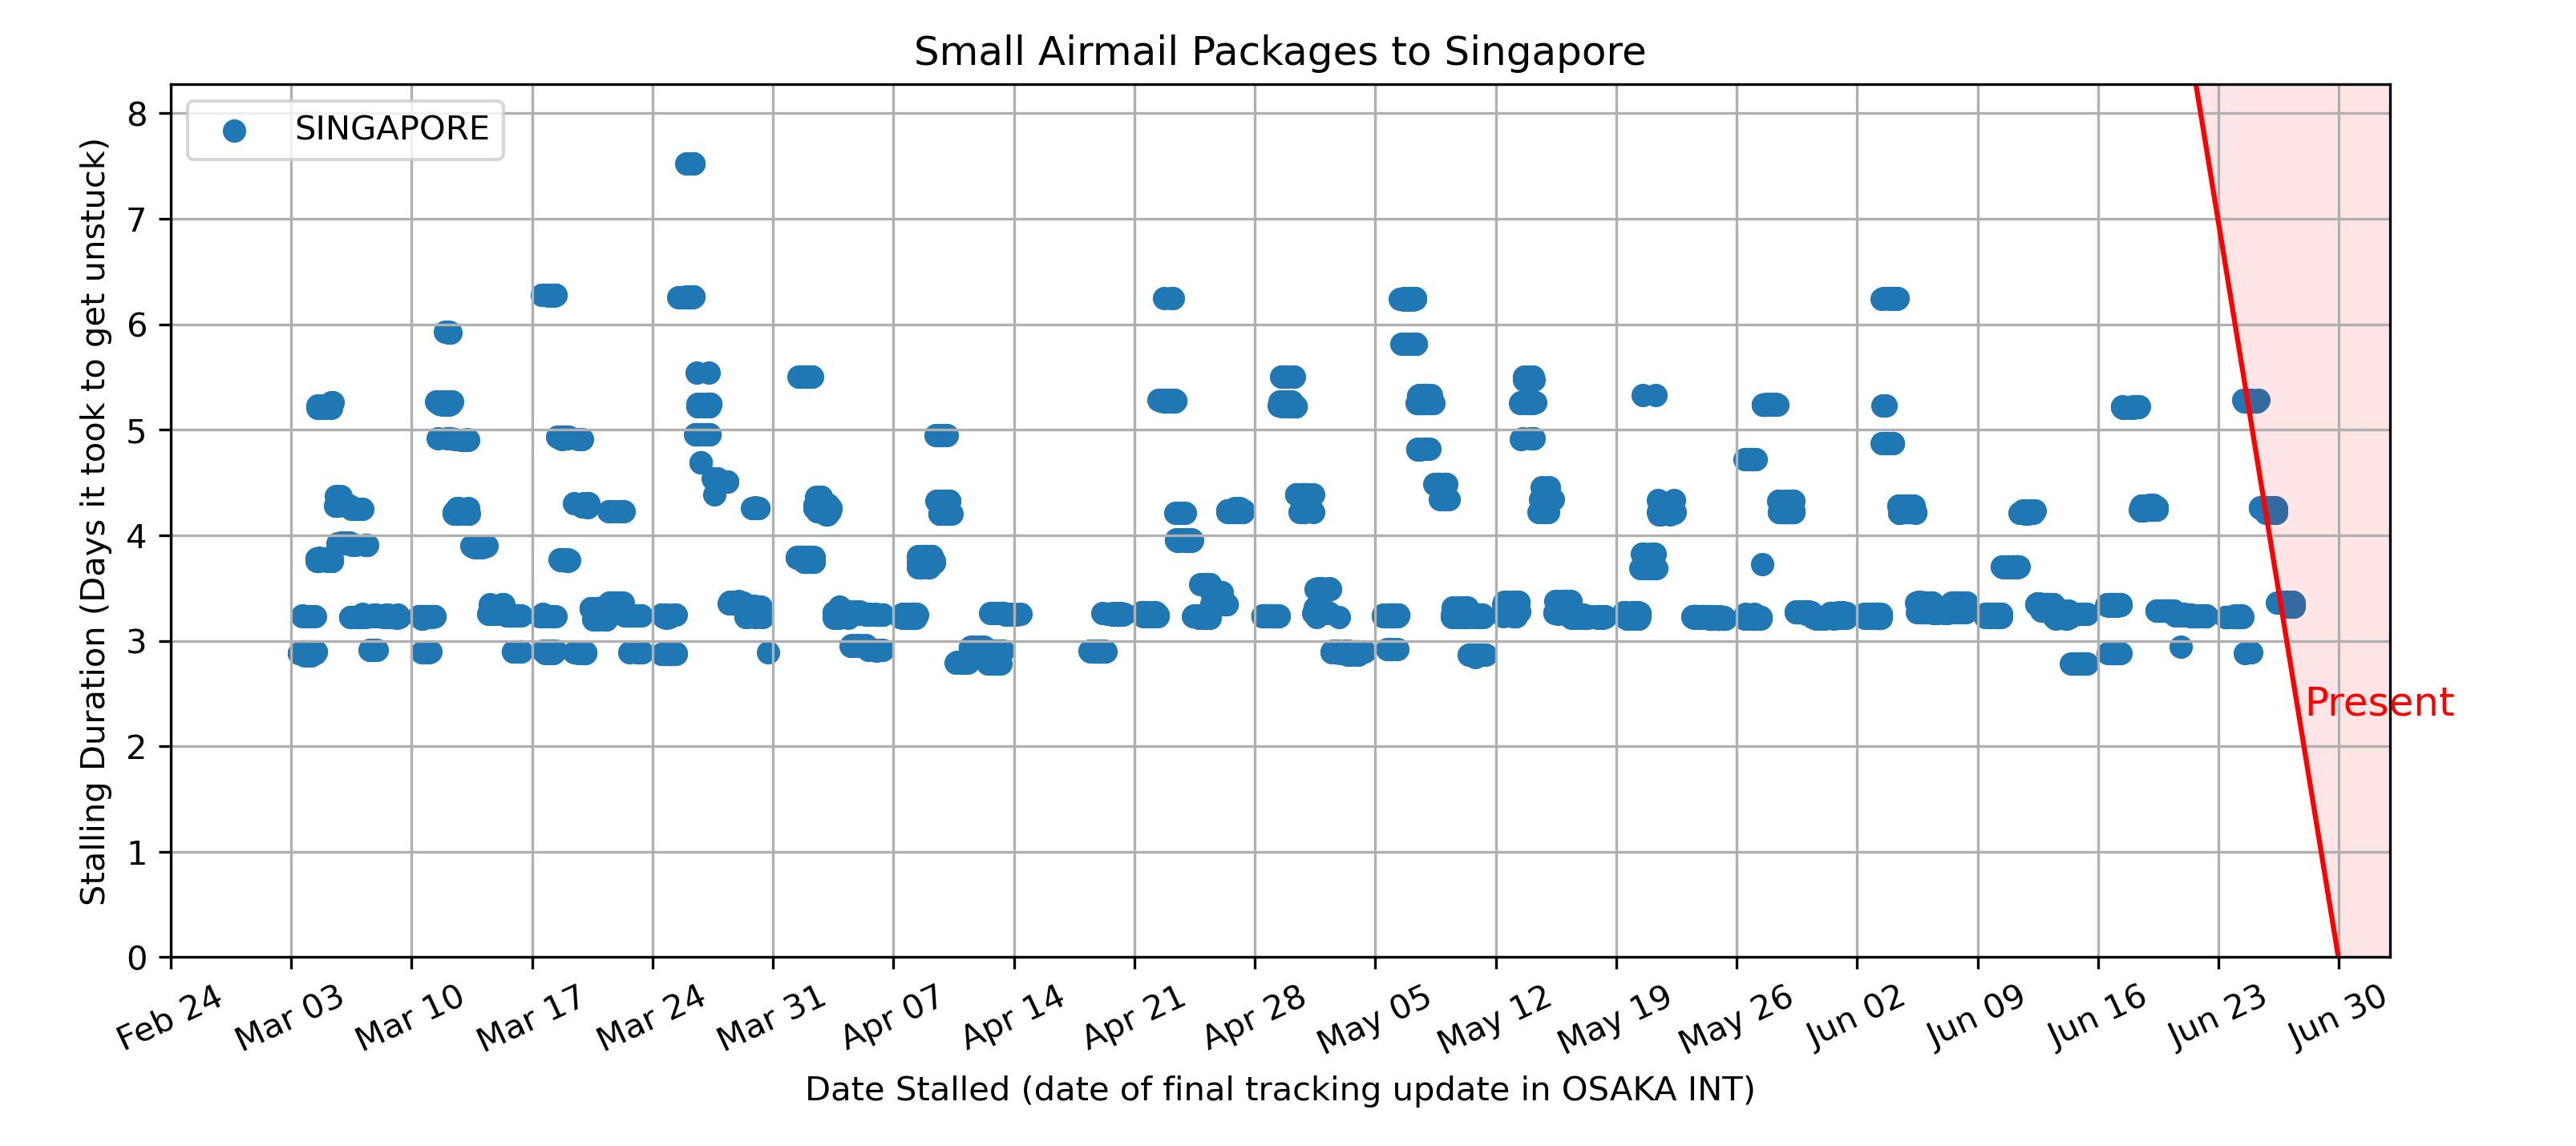 Small Airmail Packages to Singapore
SINGAPORE
Stalling Duration (Days it took to get unstuck)
8
7
6
5
4
3
2
1
0
Present
Feb 24
Mar 03
Mar 10
Mar 17
Mar 24
Mar 31
Apr 07
Apr 14
Apr 21
Apr 28
May 05
May 12
May 19
May 26
Jun 02
Jun 09
Jun 16
Jun 23
Jun 30
Date Stalled (date of final tracking update in OSAKA INT)